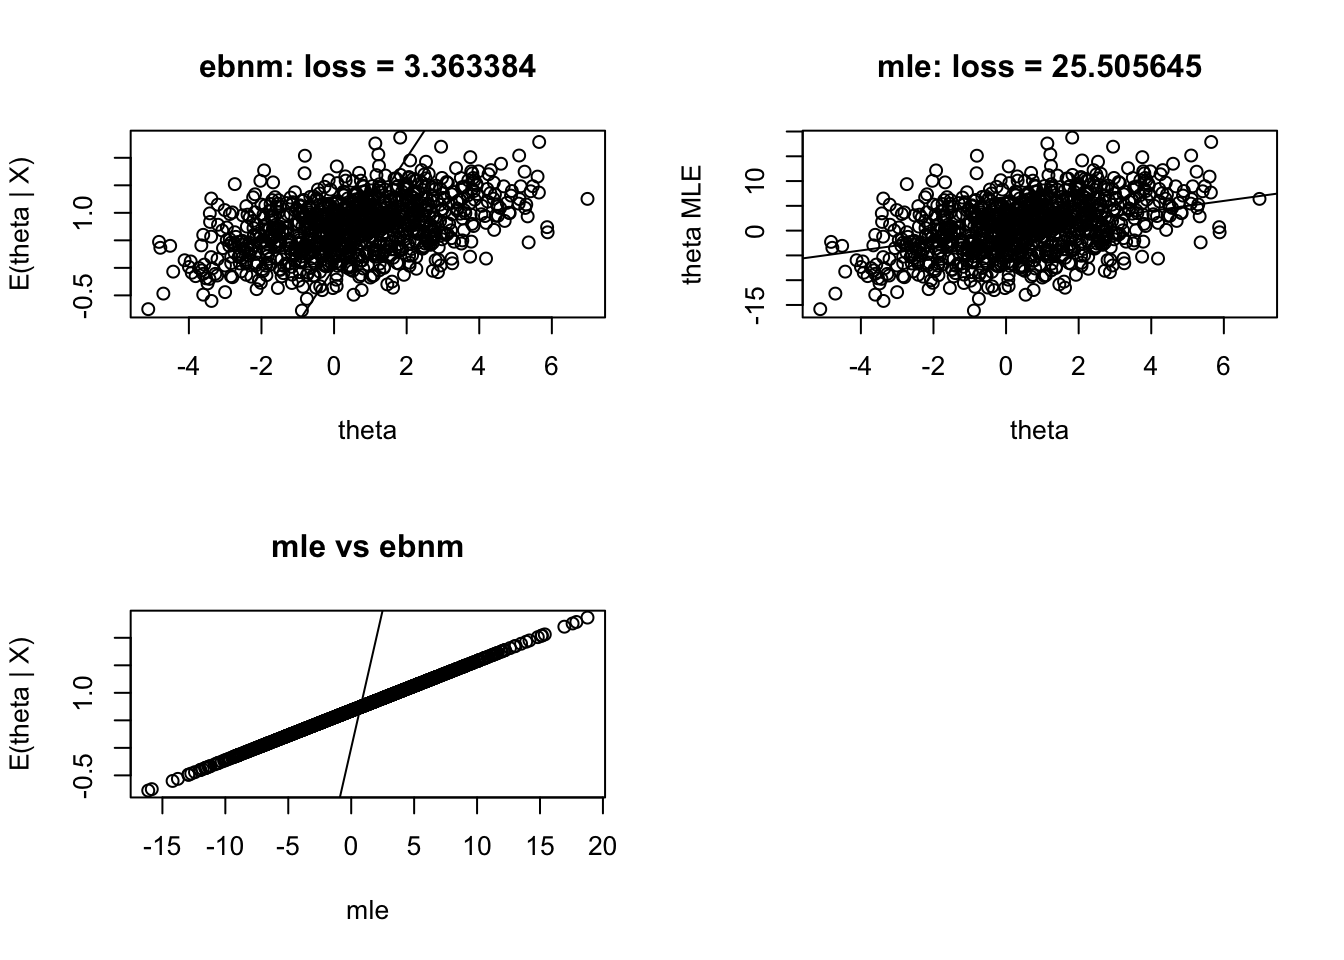 ebnm: loss = 3.363384
E(theta | X)
1.0
-0.5
-4 -2 0 2 4 6
theta
mle: loss = 25.505645
theta MLE
10
0
-15
-4 -2 0 2 4 6
theta
mle vs ebnm
E(theta | X)
1.0
-0.5
-15 -10 -5 0 5 10 15 20
mle